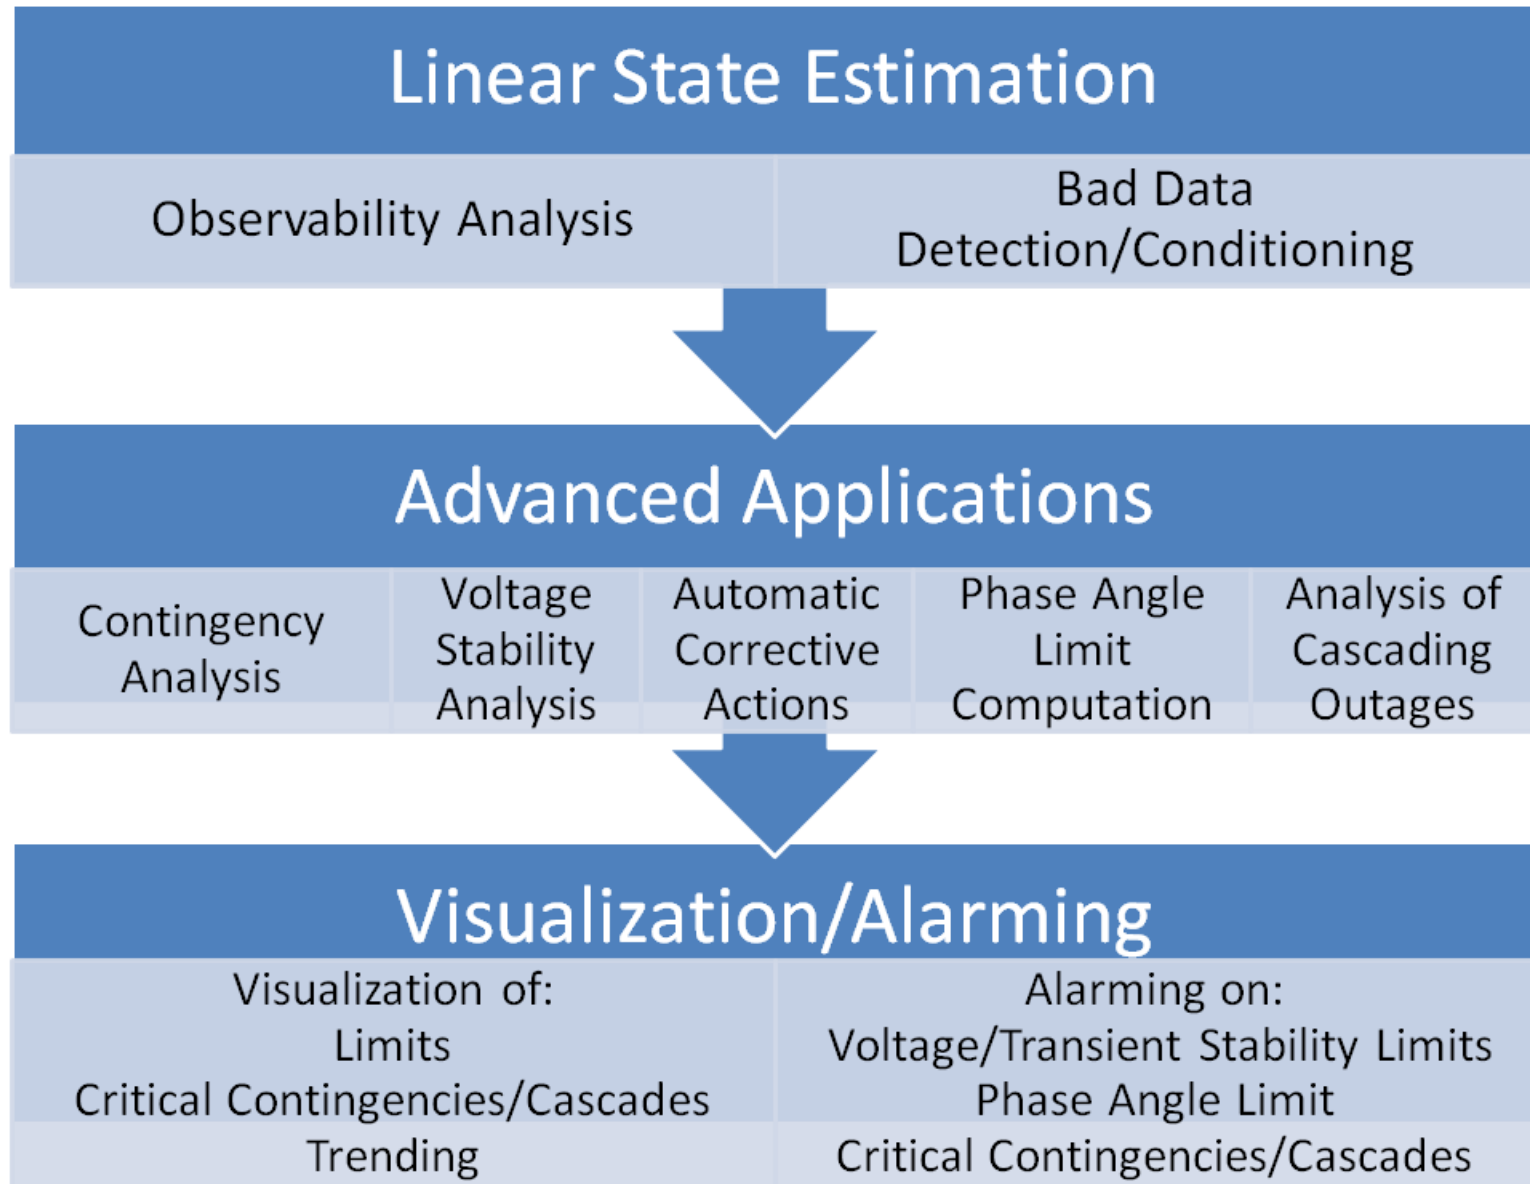 Linear State Estimation
Observability Analysis
Bad Data
Detection/Conditioning
Advanced Applications
Contingency
Analysis
Voltage
Stability
Analysis
Automatic
Corrective
Actions
Phase Angle
Limit
Computation
Analysis of
Cascading
Outages
Visualization/Alarming
Visualization of:
Limits
Critical Contingencies/Cascades
Trending
Alarming on:
Voltage/Transient Stability Limits
Phase Angle Limit
Critical Contingencies/Cascades